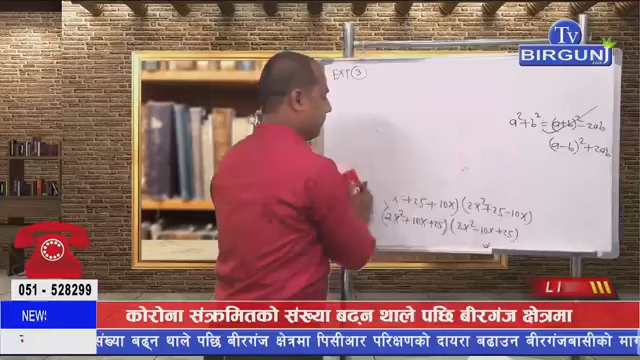 Ex: ③
Tv
BIRGUNJ
a²+b² = (a+b)²-2ab
(a-b)²+2ab
+25+10x) (2x²+25-10x)
(2x²+10x+25) (2x²-10x+25)
051 - 528299
LI
NEWS
कोरोना संक्रमितको संख्या बढ्न थाले पछि बीरगंज क्षेत्रमा
संख्या बढ्न थाले पछि बीरगंज क्षेत्रमा पिसीआर परिक्षणको दायरा बढाउन बीरगंजबासीको